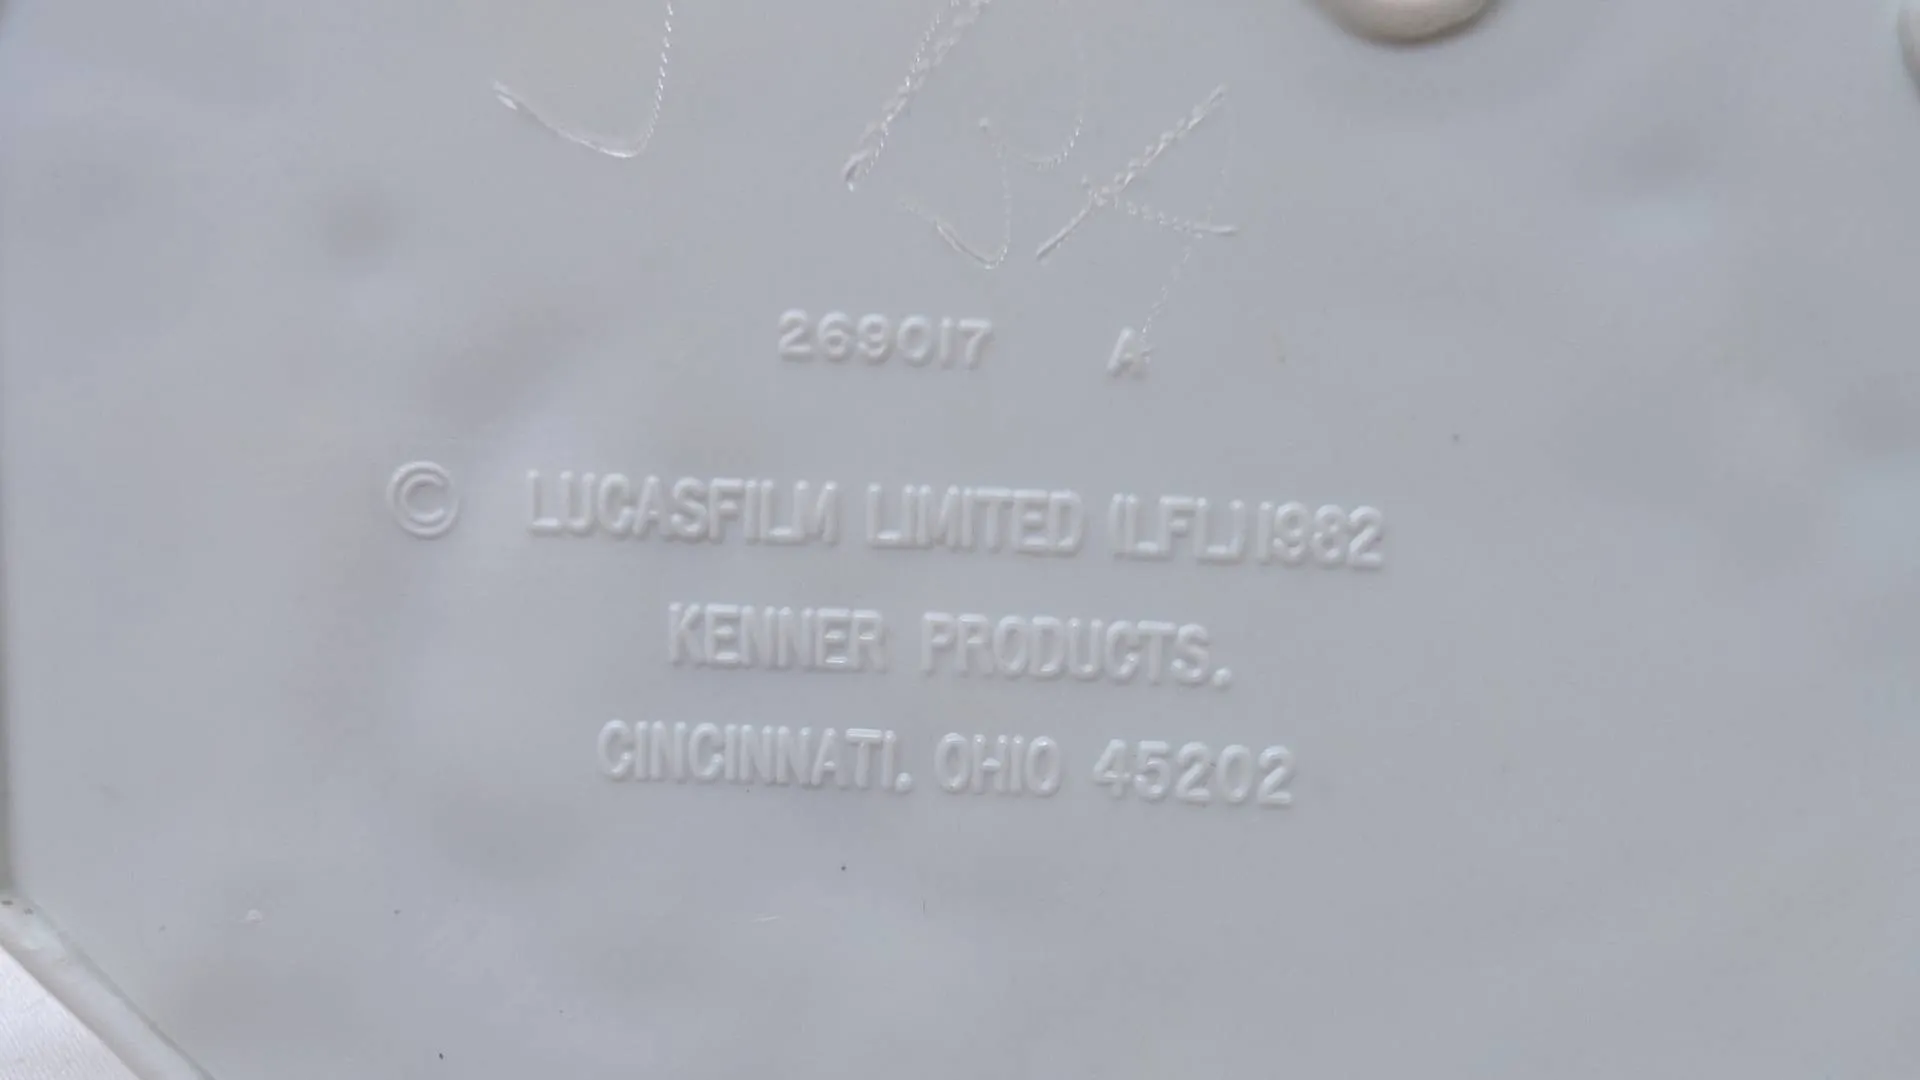 269017 A
© LUCASFILM LIMITED (LFL) 1982
KENNER PRODUCTS.
CINCINNATI. OHIO 45202